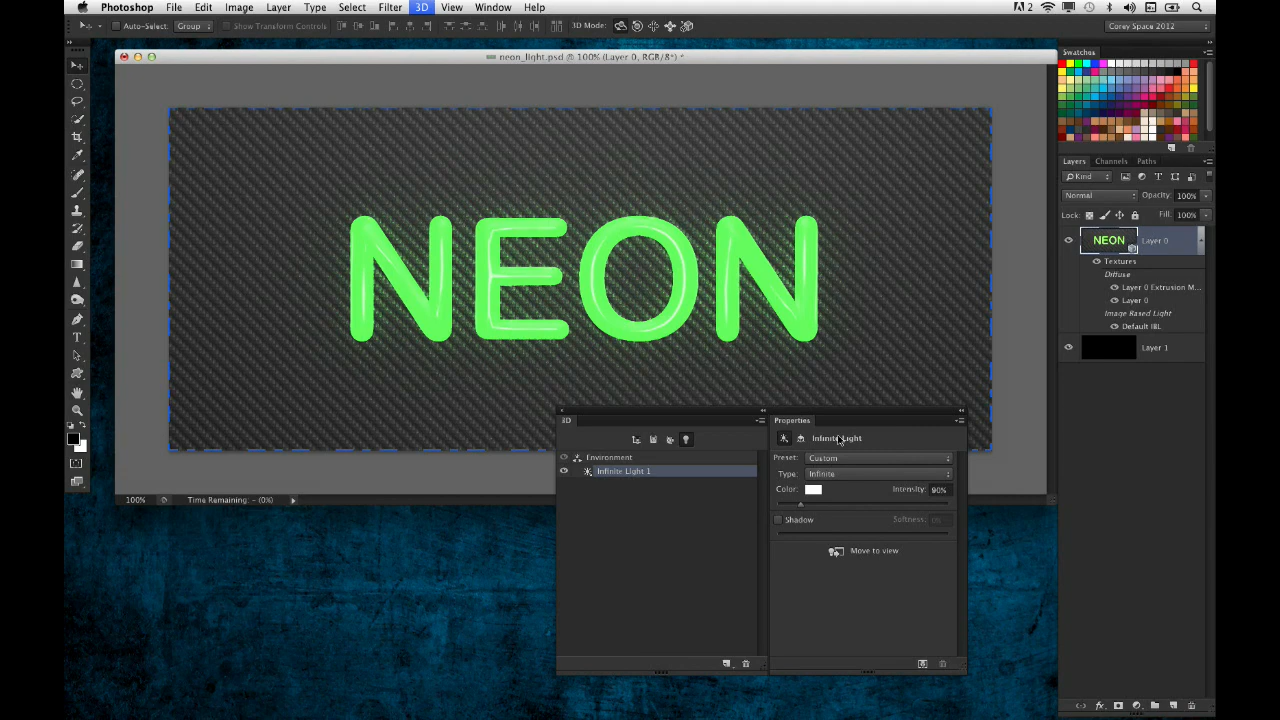 Photoshop File Edit Image Layer Type Select Filter 3D View Window Help
Auto-Select: Group Show Transform Controls 3D Mode: Corey Space 2012
neon_light.psd @ 100% (Layer 0, RGB/8*) *
Swatches
Layers Channels Paths
Kind
Normal Opacity: 100%
Lock: Fill: 100%
NEON Layer 0
Textures
Diffuse
Layer 0 Extrusion M...
Layer 0
Image Based Light
Default IBL
Layer 1
NEON
3D
Environment
Infinite Light 1
Properties
Infinite Light
Preset: Custom
Type: Infinite
Color: Intensity: 90%
Shadow Softness:
Move to view
100% Time Remaining: - (0%)